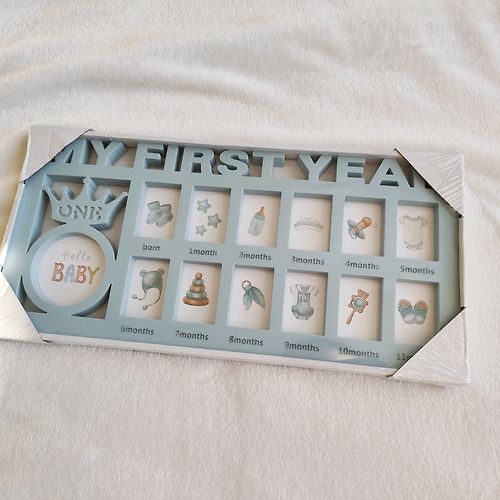 MY FIRST YEAR
ONE
Hello
BABY
born 1month 2months 3months 4months 5months
6months 7months 8months 9months 10months